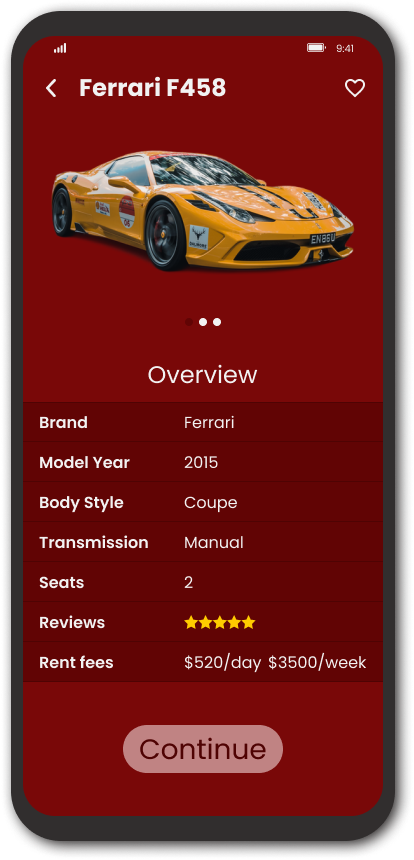 9:41
Ferrari F458
EN86U
Overview
Brand Ferrari
Model Year 2015
Body Style Coupe
Transmission Manual
Seats 2
Reviews
Rent fees $520/day $3500/week
Continue